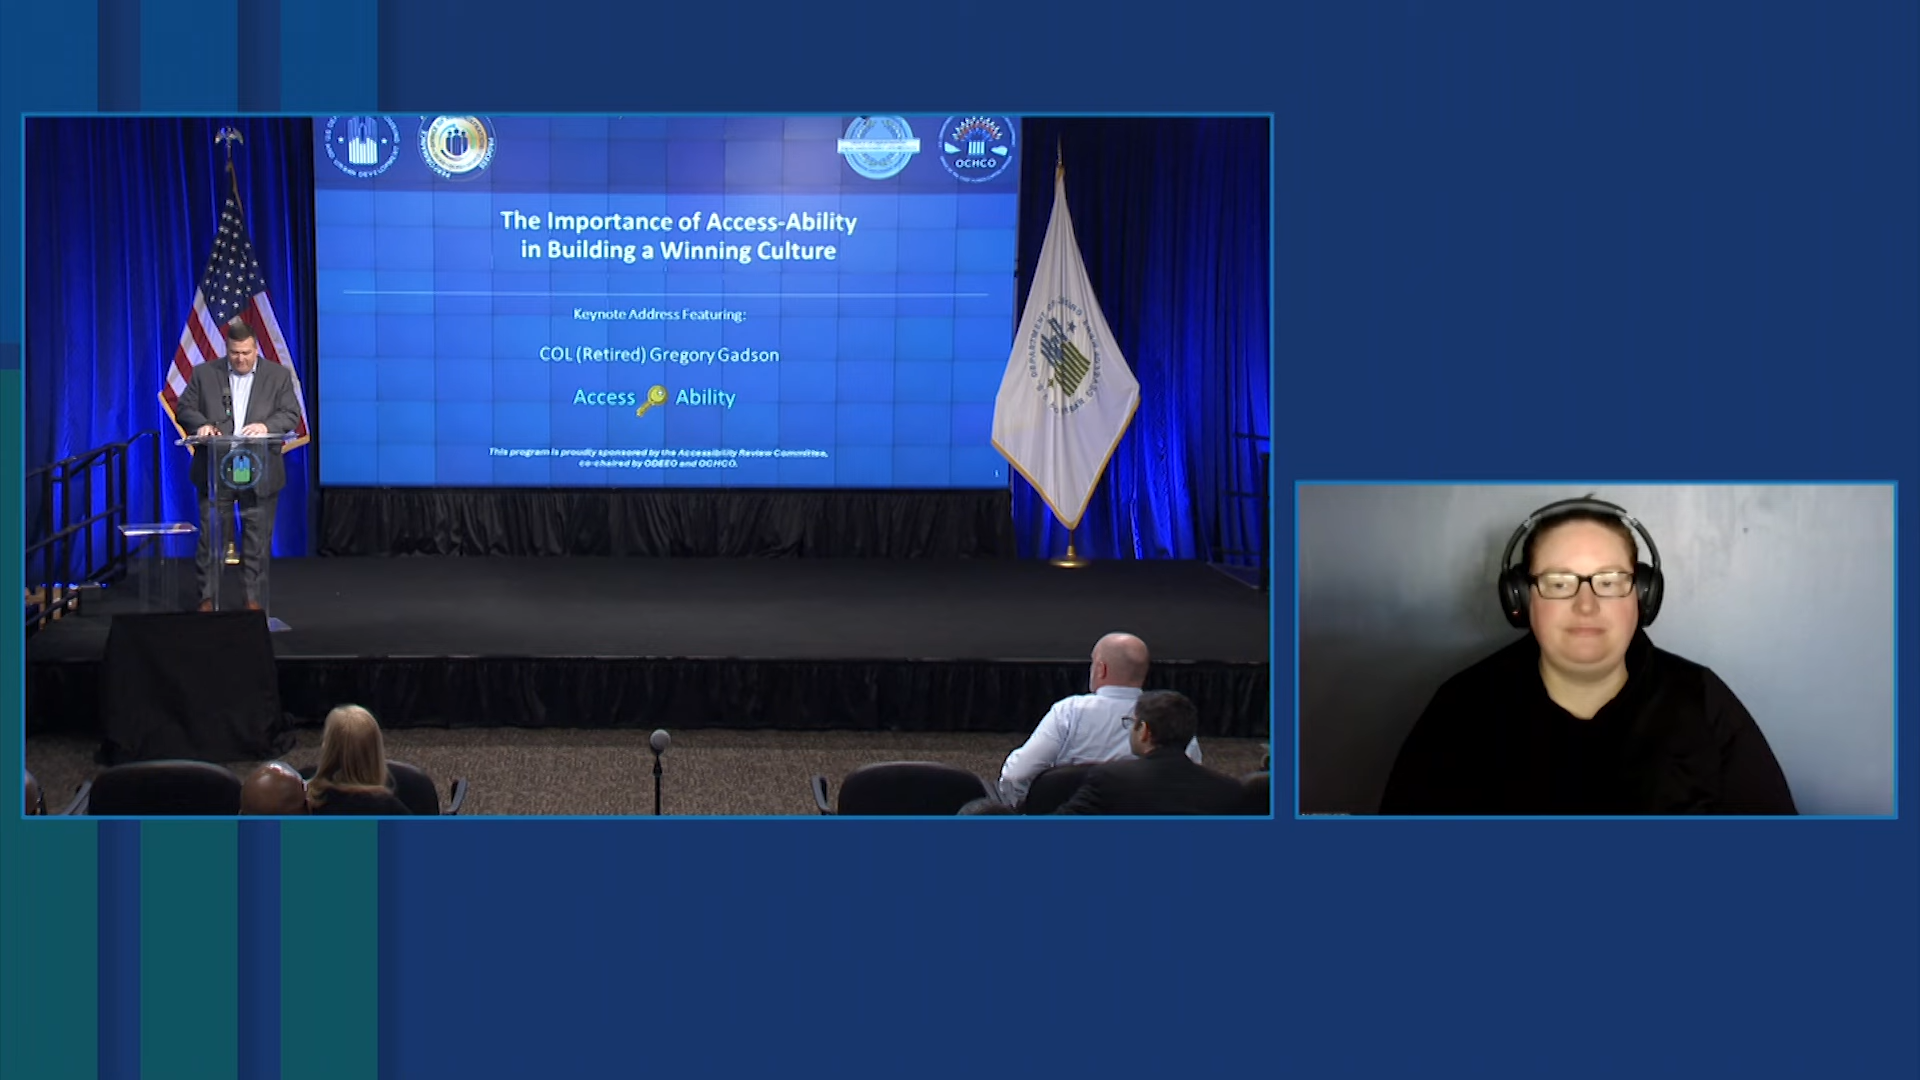 OCHCO
The Importance of Access-Ability
in Building a Winning Culture
Keynote Address Featuring:
COL (Retired) Gregory Gadson
Access Ability
This program is proudly sponsored by the Accessibility Review Committee,
co-chaired by ODEEO and OCHCO.
1